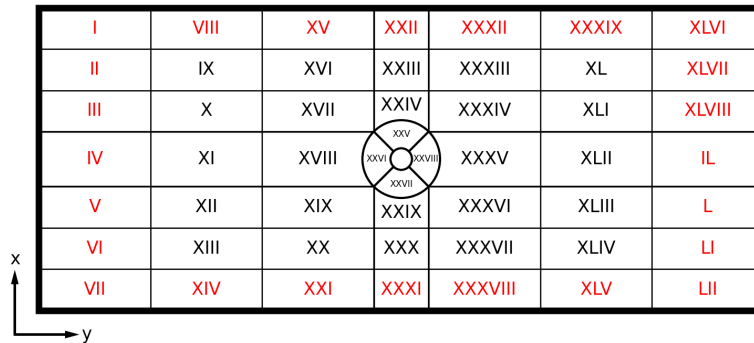 I VIII XV XXII XXXII XXXIX XLVI
II IX XVI XXIII XXXIII XL XLVII
III X XVII XXIV XXXIV XLI XLVIII
XXV
IV XI XVIII XXVI XXVIII XXXV XLII IL
XXVII
V XII XIX XXIX XXXVI XLIII L
VI XIII XX XXX XXXVII XLIV LI
VII XIV XXI XXXI XXXVIII XLV LII
x
y